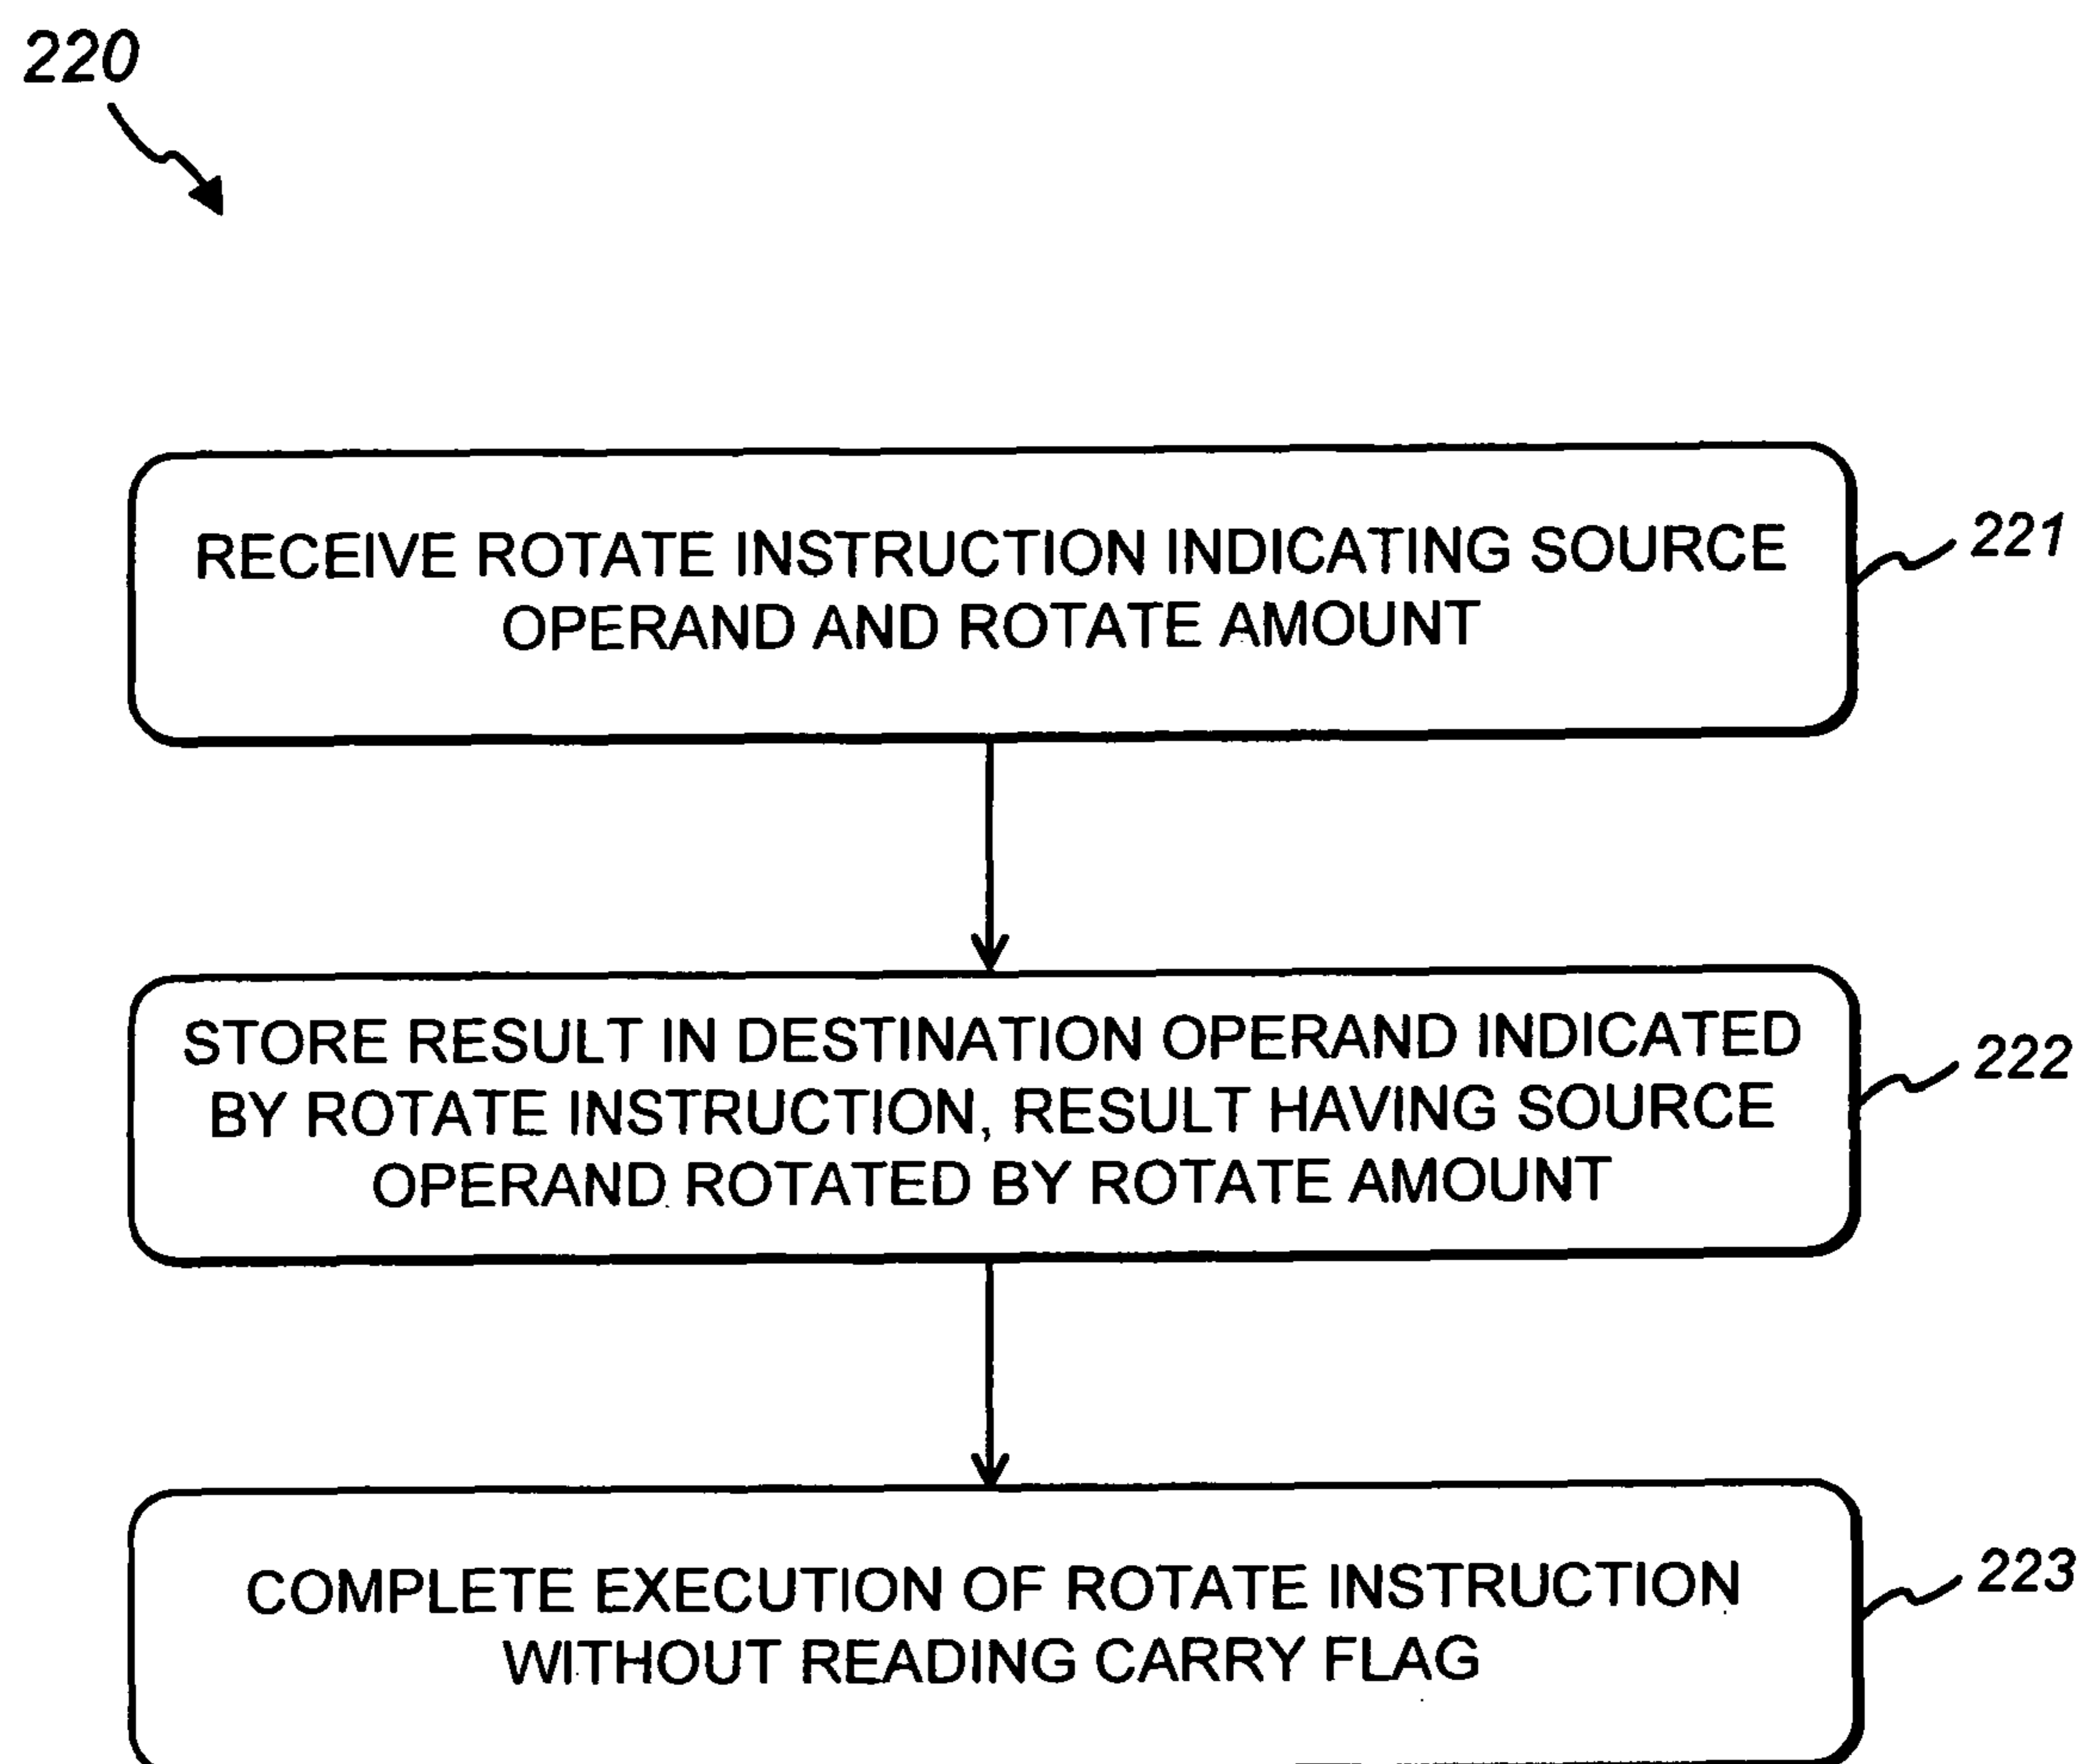 220
RECEIVE ROTATE INSTRUCTION INDICATING SOURCE
OPERAND AND ROTATE AMOUNT
221
STORE RESULT IN DESTINATION OPERAND INDICATED
BY ROTATE INSTRUCTION, RESULT HAVING SOURCE
OPERAND ROTATED BY ROTATE AMOUNT
222
COMPLETE EXECUTION OF ROTATE INSTRUCTION
WITHOUT READING CARRY FLAG
223